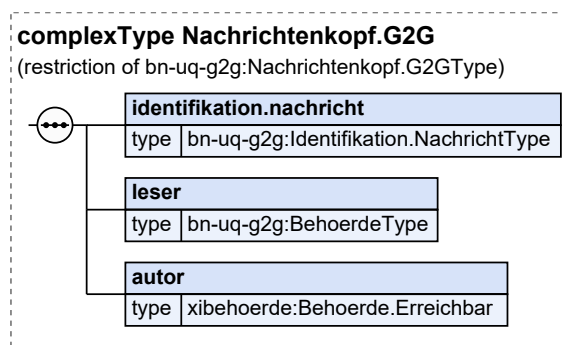 complexType Nachrichtenkopf.G2G
(restriction of bn-uq-g2g:Nachrichtenkopf.G2GType)
identifikation.nachricht
type bn-uq-g2g:Identifikation.NachrichtType
leser
type bn-uq-g2g:BehoerdeType
autor
type xibehoerde:Behoerde.Erreichbar